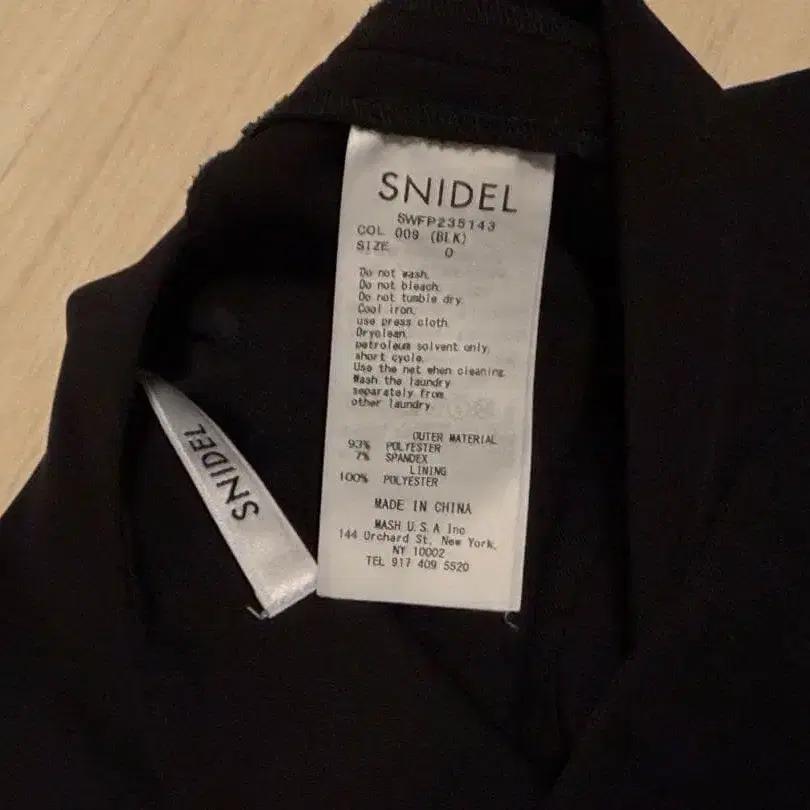 SNIDEL
SWFP235143
COL 009 (BLK)
SIZE 0
Do not wash.
Do not bleach.
Do not tumble dry.
Cool iron.
use press cloth.
Dryclean.
petroleum solvent only.
short cycle.
Use the net when cleaning.
Wash the laundry
separately from
other laundry.
OUTER MATERIAL
93% POLYESTER
7% SPANDEX
LINING
100% POLYESTER
MADE IN CHINA
MASH U.S.A Inc
144 Orchard St, New York,
NY 10002
TEL 917 409 5520
SNIDEL